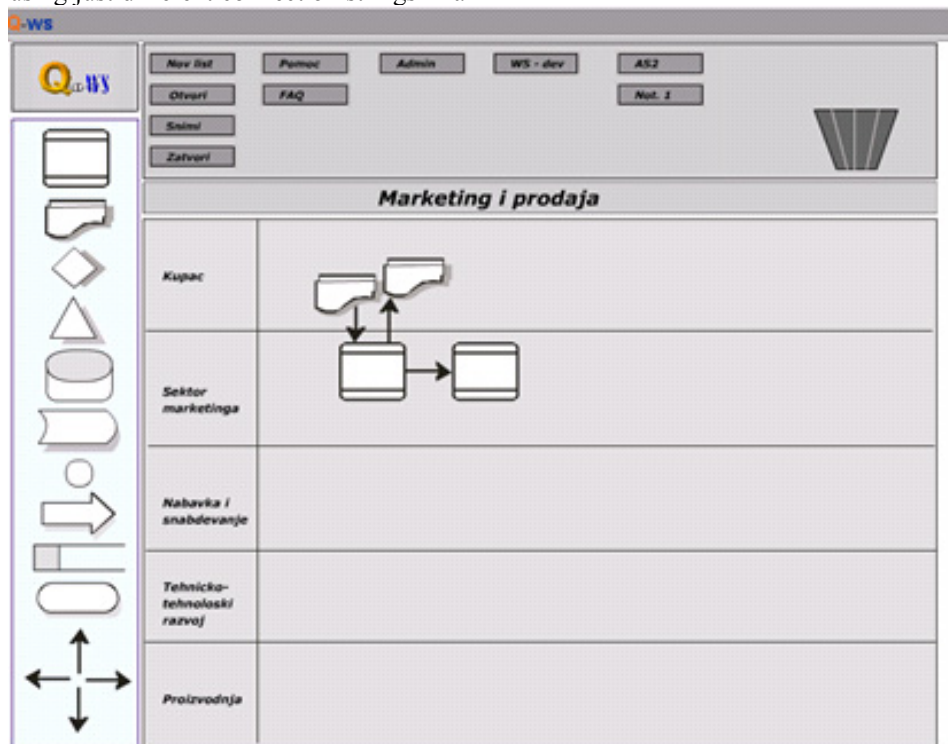 Q-WS
Q WS
Nov list
Pomoc
Admin
WS - dev
AS2
Otvori
FAQ
Not. 1
Snimi
Zatvori
Marketing i prodaja
Kupac
Sektor
marketinga
Nabavka i
snabdevanje
Tehnicko-
tehnoloski
razvoj
Proizvodnja